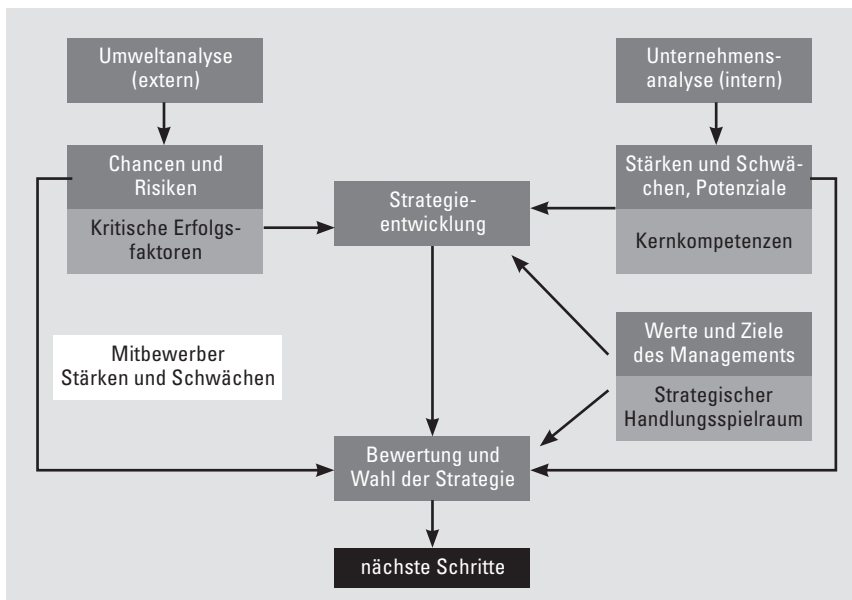 Umweltanalyse
(extern)
Unternehmens-
analyse (intern)
Chancen und
Risiken
Kritische Erfolgs-
faktoren
Strategie-
entwicklung
Stärken und Schwä-
chen, Potenziale
Kernkompetenzen
Mitbewerber
Stärken und Schwächen
Werte und Ziele
des Managements
Strategischer
Handlungsspielraum
Bewertung und
Wahl der Strategie
nächste Schritte